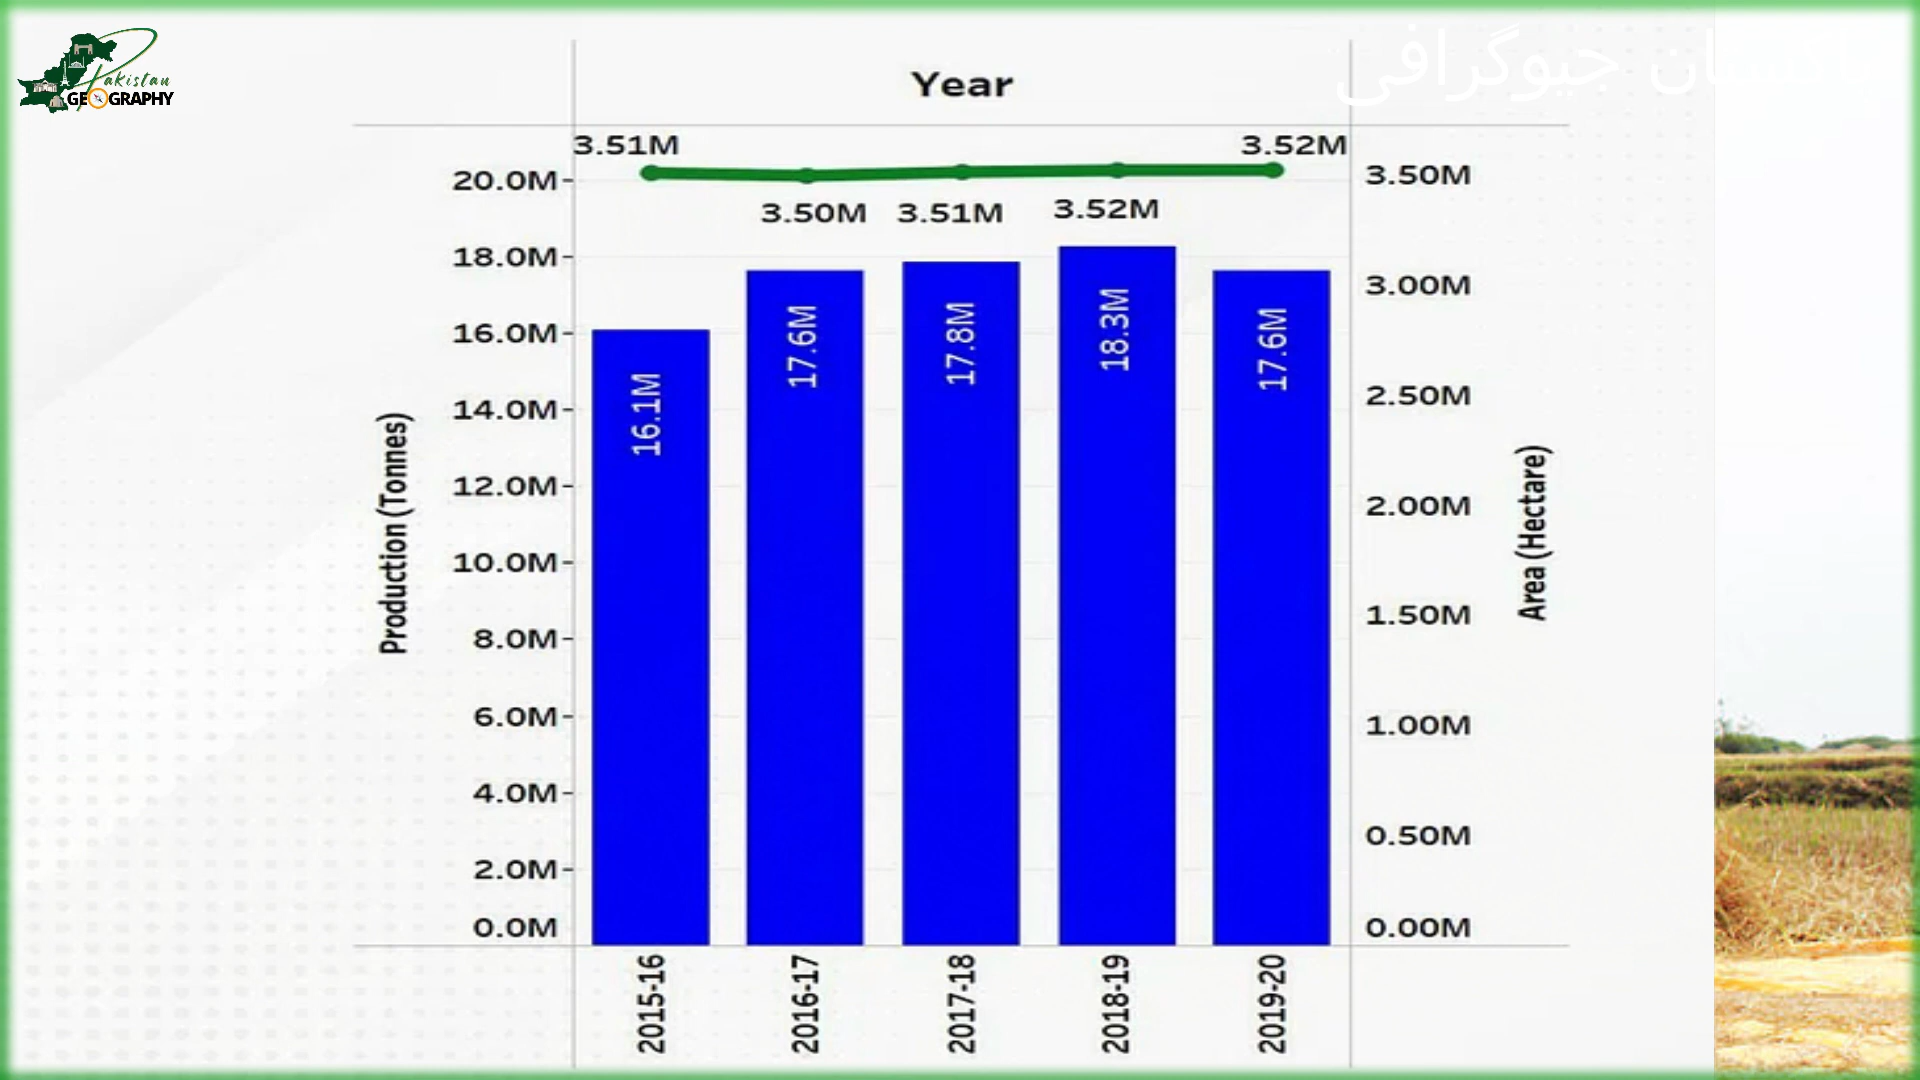 Pakistan
GEOGRAPHY
پاکستان جیوگرافی
Year
3.51M
3.52M
3.50M
3.51M
3.52M
20.0M
18.0M
16.0M
14.0M
12.0M
10.0M
8.0M
6.0M
4.0M
2.0M
0.0M
Production (Tonnes)
16.1M
17.6M
17.8M
18.3M
17.6M
3.50M
3.00M
2.50M
2.00M
1.50M
1.00M
0.50M
0.00M
Area (Hectare)
2015-16
2016-17
2017-18
2018-19
2019-20